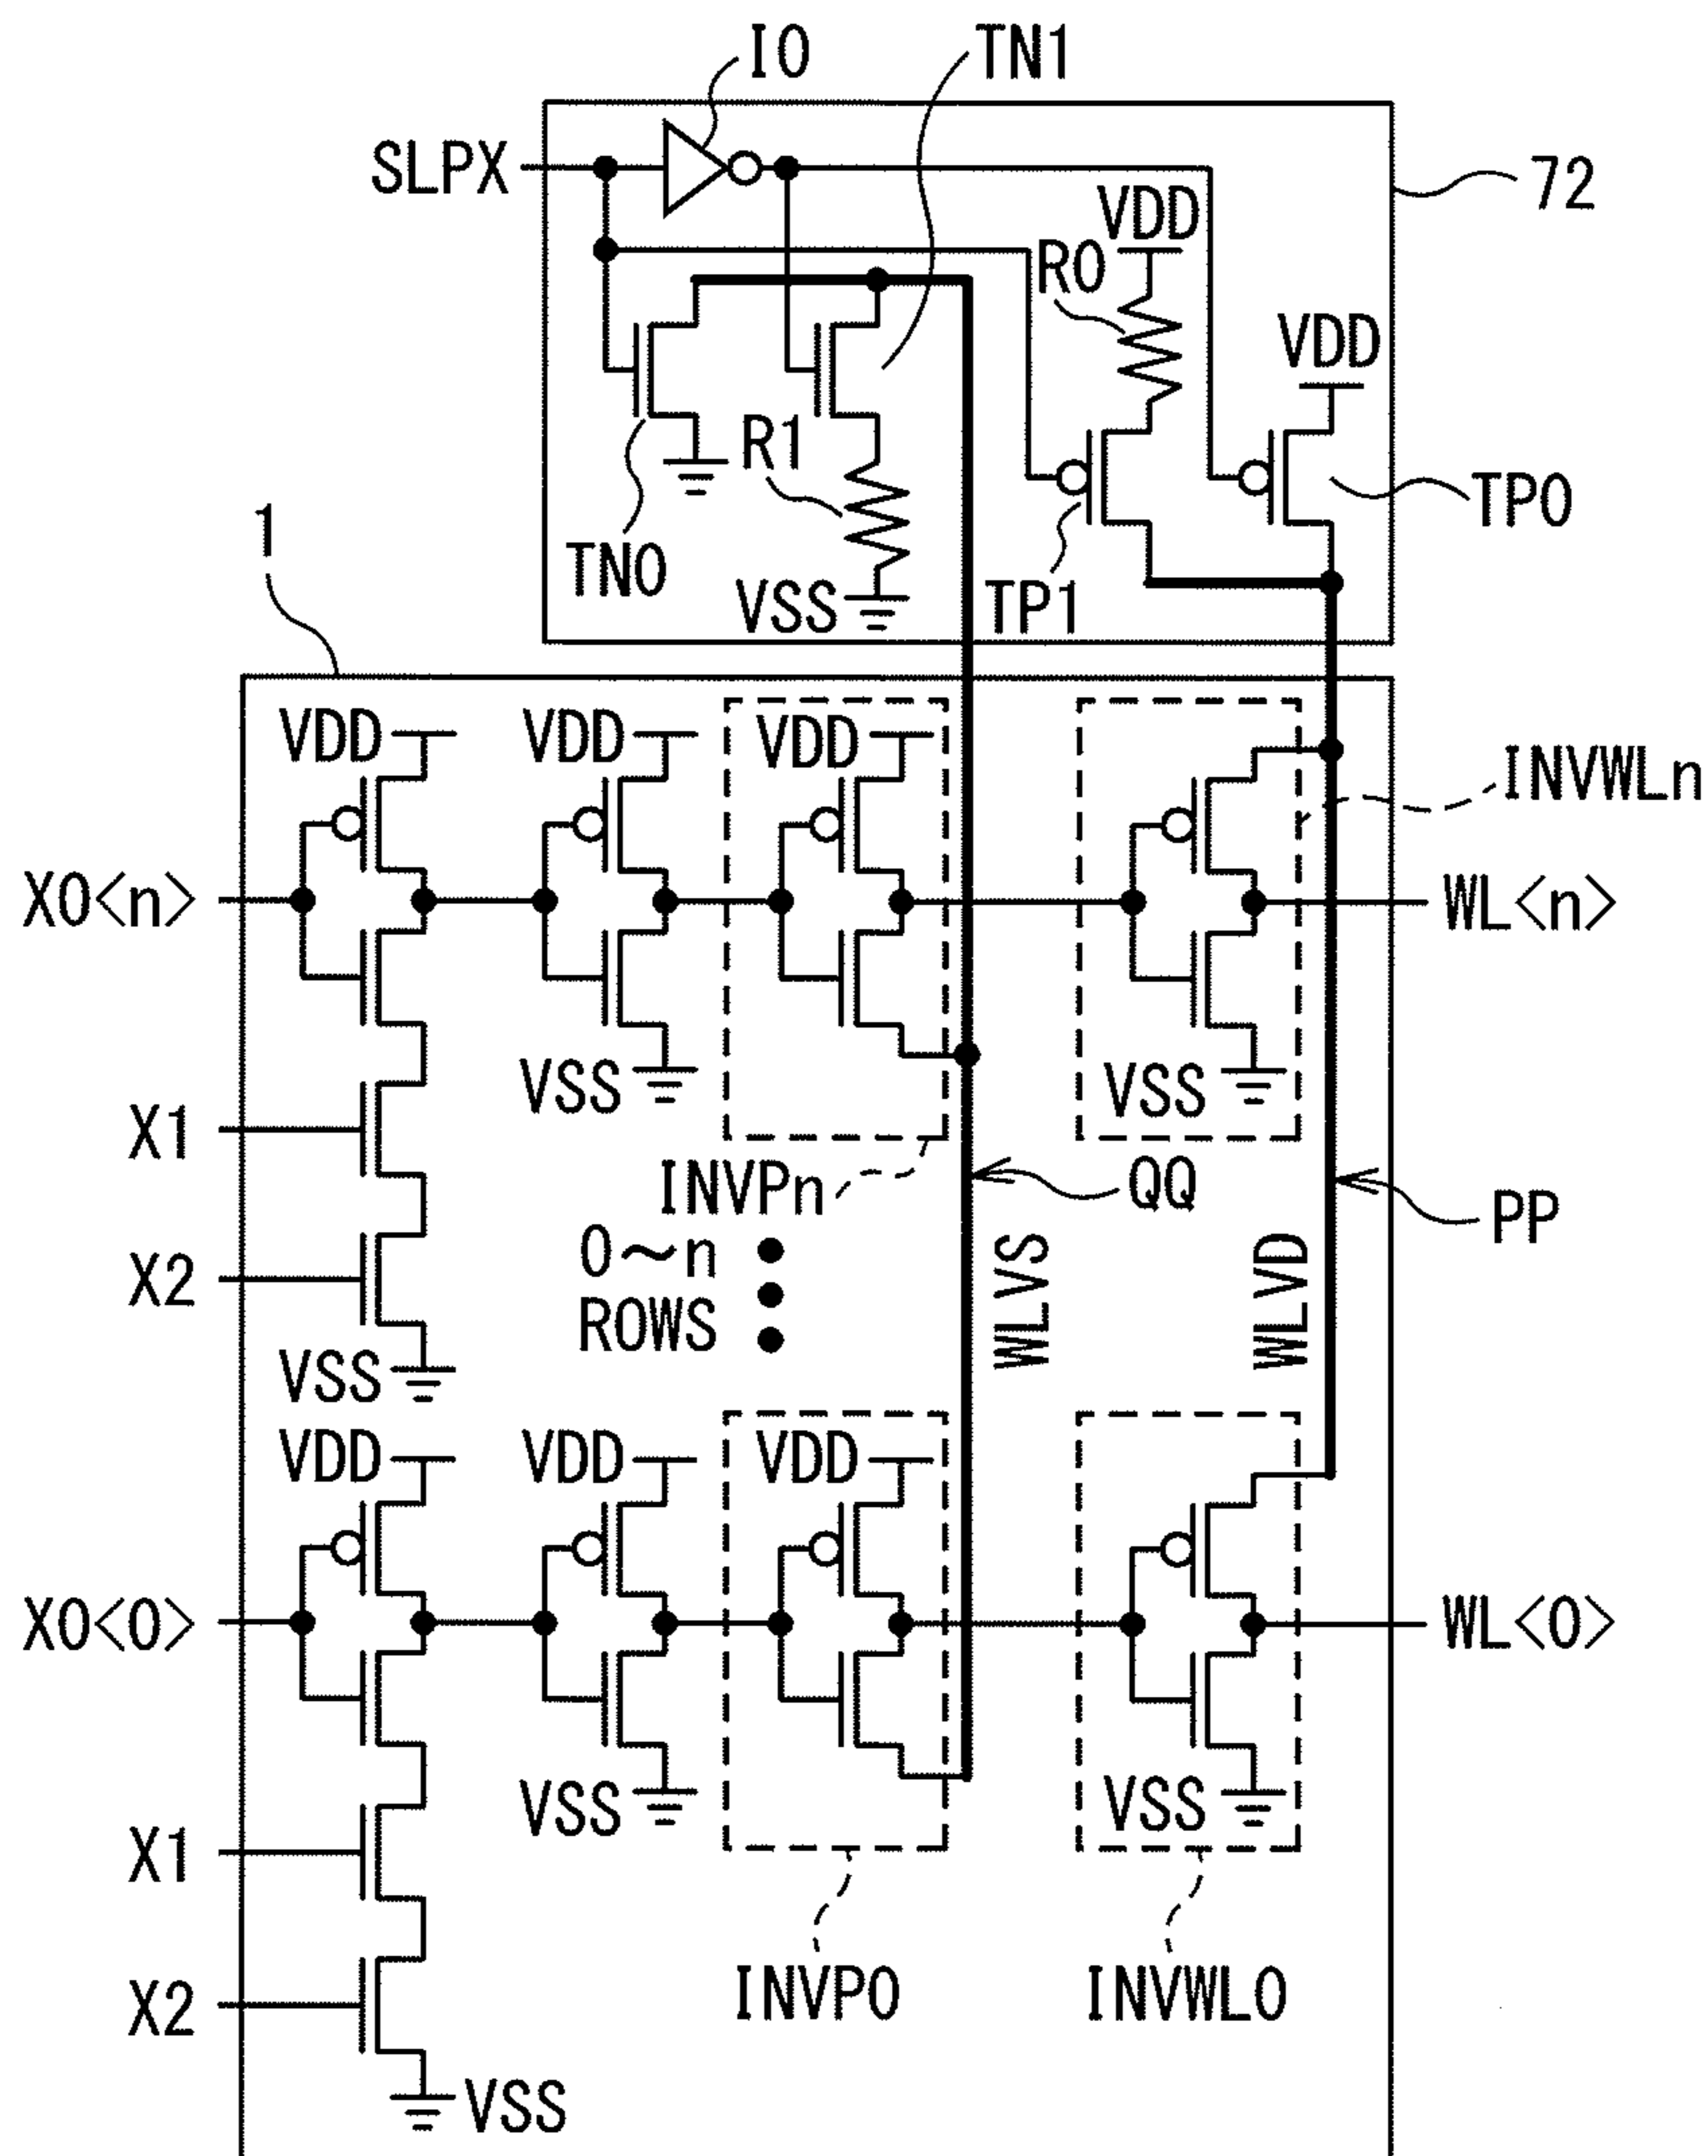 I0
TN1
SLPX
72
VDD
R0
VDD
R1
TN0
VSS
TP1
TP0
1
VDD
VDD
VDD
INVWLn
X0<n>
WL<n>
VSS
VSS
X1
INVPn
QQ
PP
0~n
ROWS
WLVS
WLVD
X2
VSS
VDD
VDD
VDD
X0<0>
WL<0>
VSS
VSS
X1
X2
INVP0
INVWL0
VSS